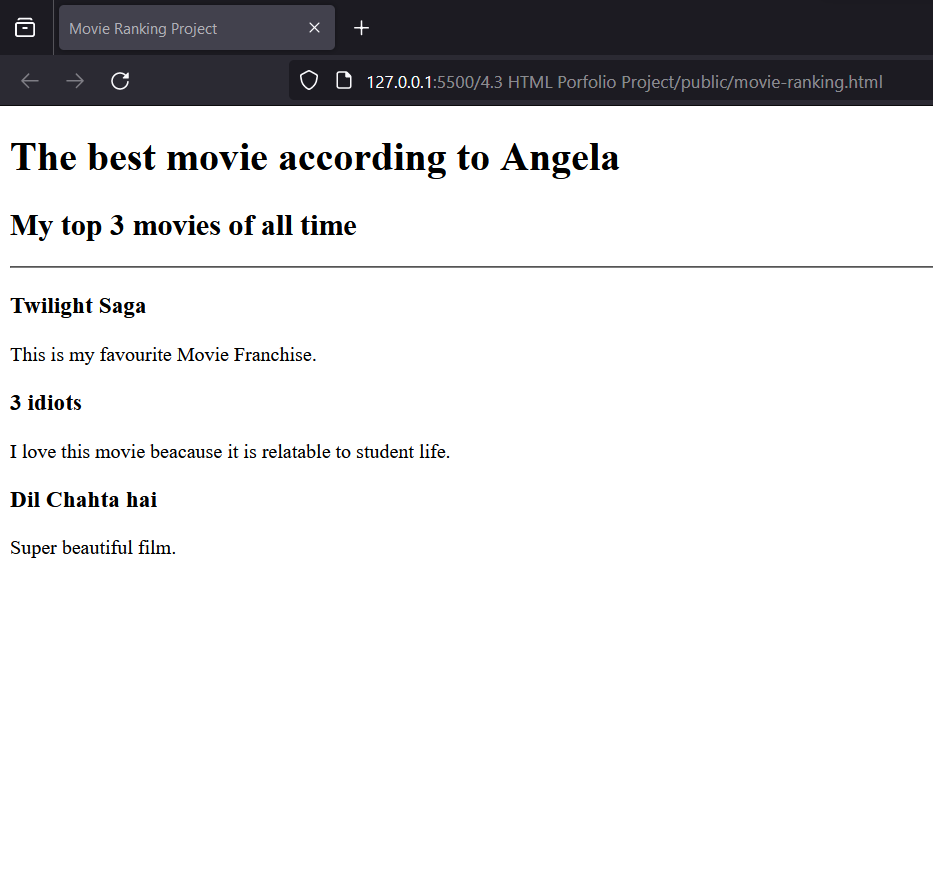 Movie Ranking Project
127.0.0.1:5500/4.3 HTML Porfolio Project/public/movie-ranking.html
The best movie according to Angela
My top 3 movies of all time
Twilight Saga
This is my favourite Movie Franchise.
3 idiots
I love this movie beacause it is relatable to student life.
Dil Chahta hai
Super beautiful film.